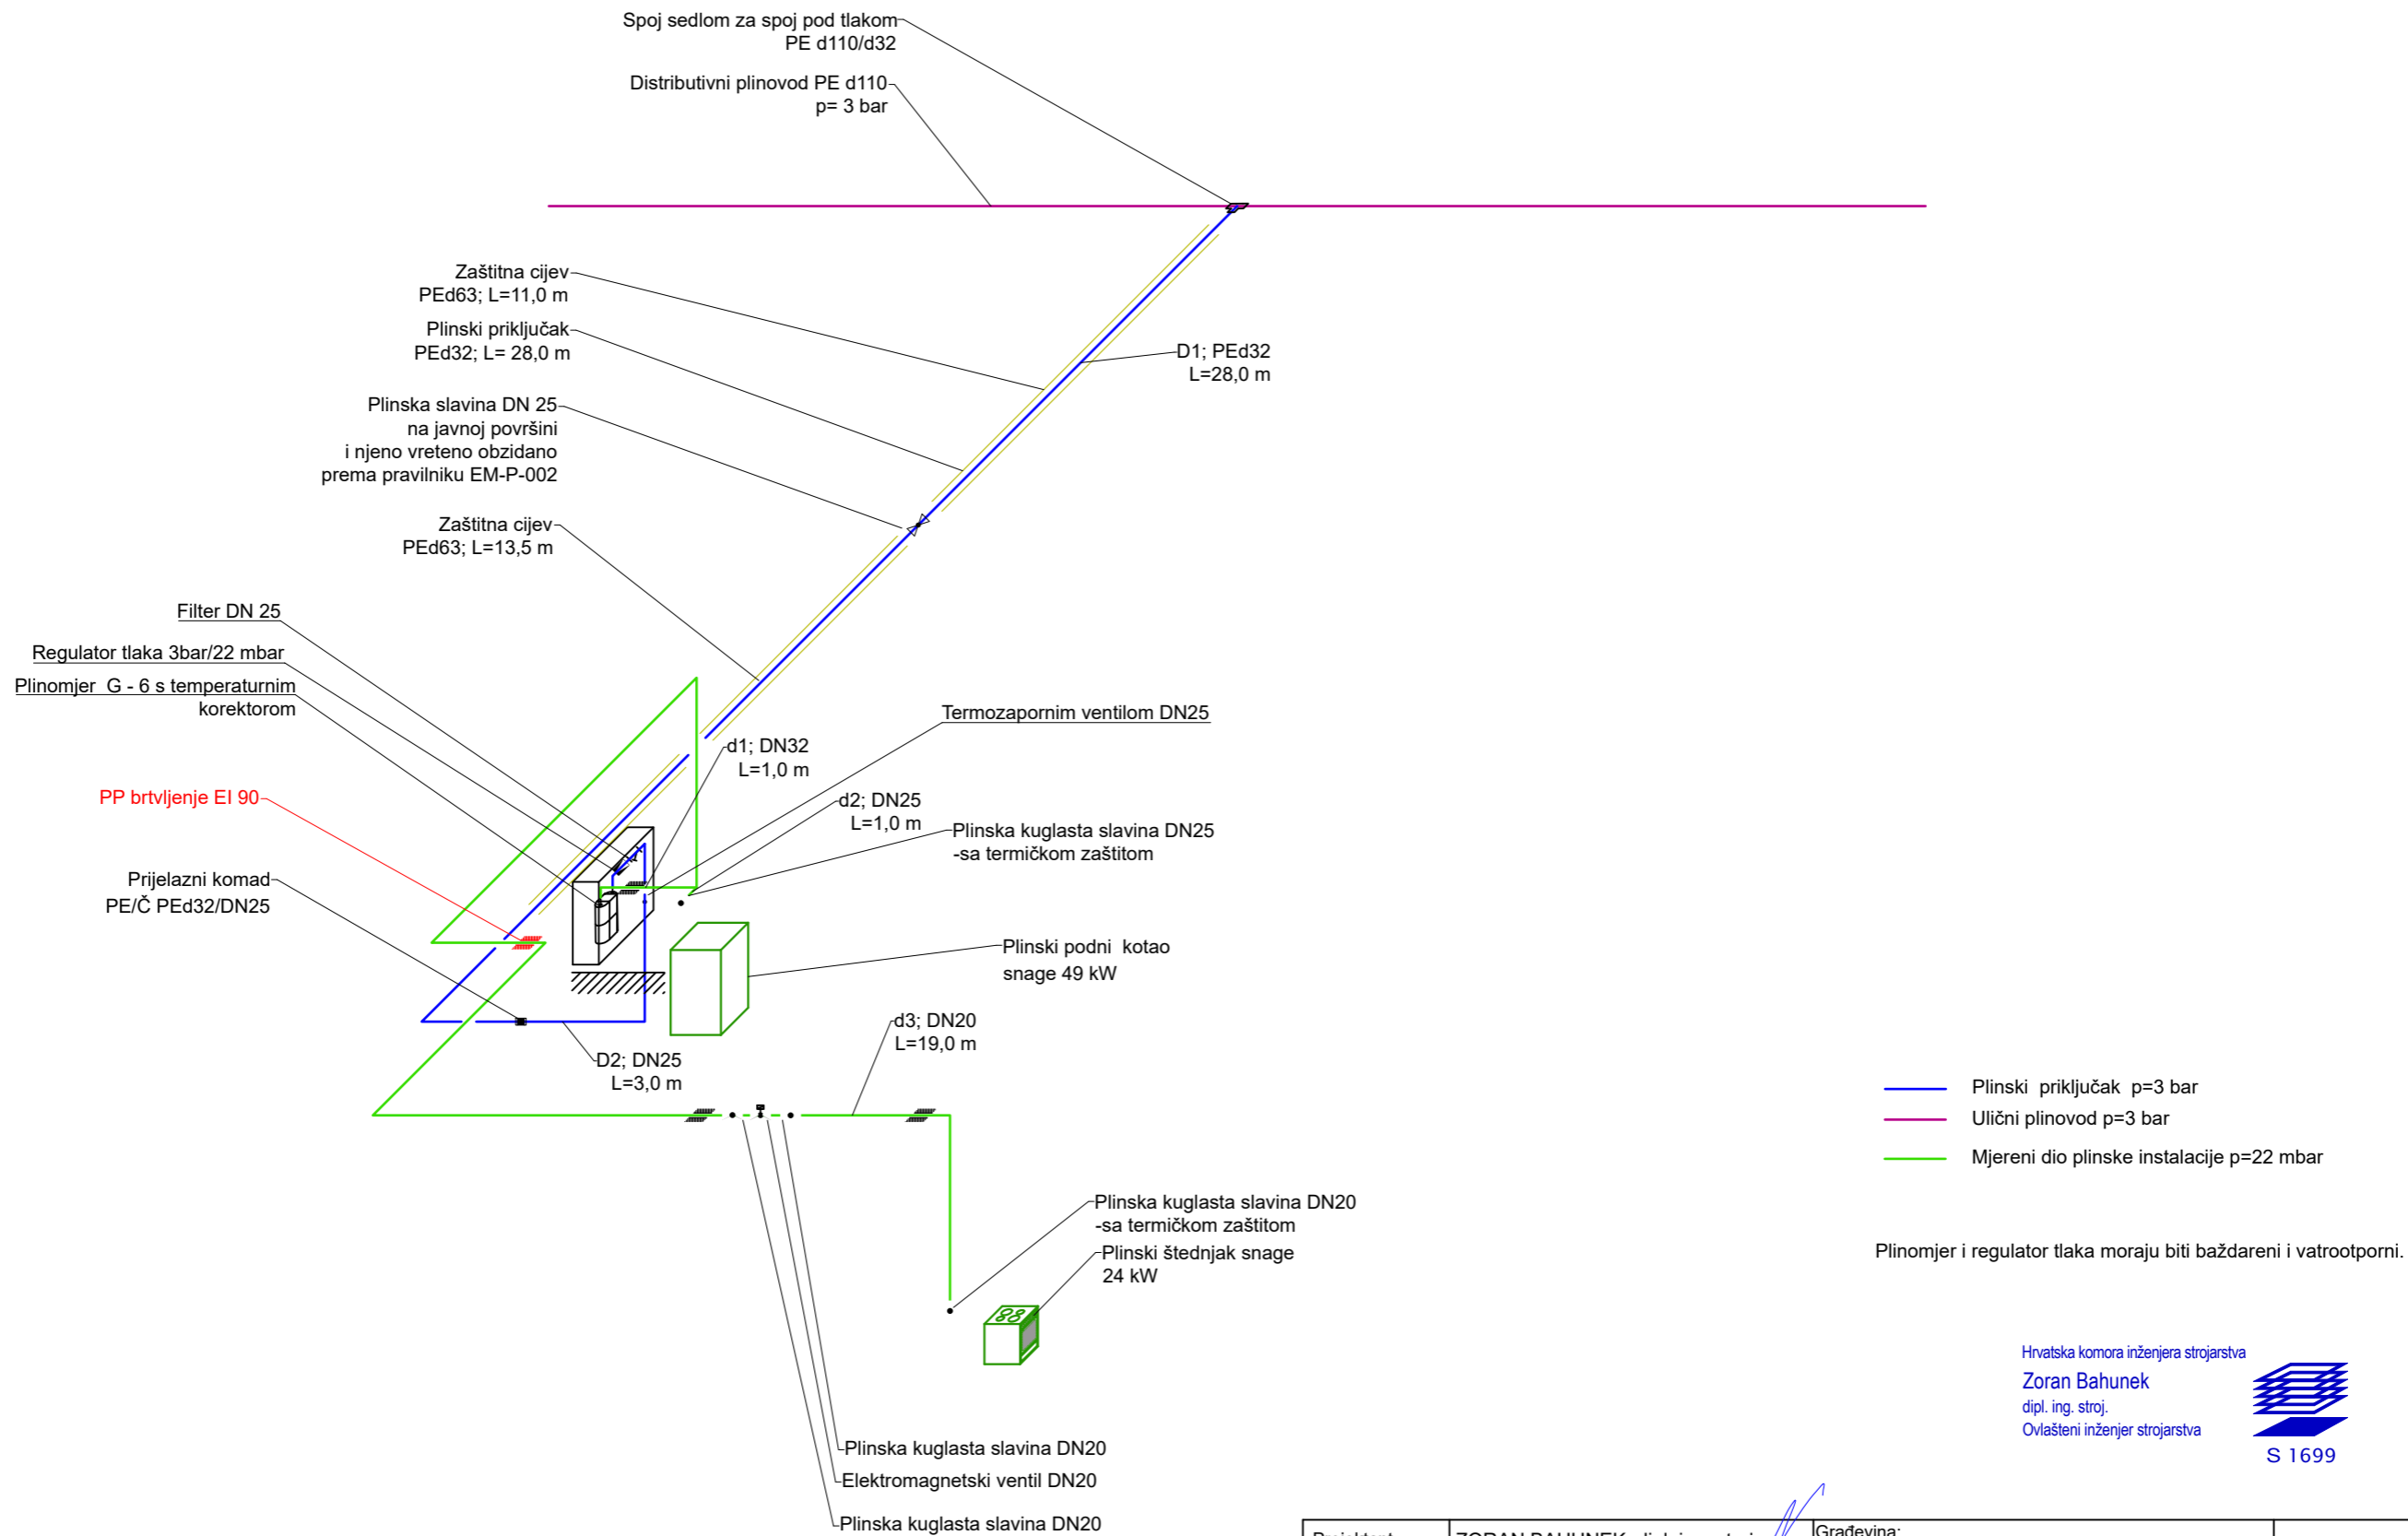 Spoj sedlom za spoj pod tlakom
PE d110/d32
Distributivni plinovod PE d110
p= 3 bar
Zaštitna cijev
PEd63; L=11,0 m
Plinski priključak
PEd32; L= 28,0 m
D1; PEd32
L=28,0 m
Plinska slavina DN 25
na javnoj površini
i njeno vreteno obzidano
prema pravilniku EM-P-002
Zaštitna cijev
PEd63; L=13,5 m
Filter DN 25
Regulator tlaka 3bar/22 mbar
Plinomjer G - 6 s temperaturnim
korektorom
Termozapornim ventilom DN25
d1; DN32
L=1,0 m
PP brtvljenje EI 90
d2; DN25
L=1,0 m
Plinska kuglasta slavina DN25
-sa termičkom zaštitom
Prijelazni komad
PE/Č PEd32/DN25
Plinski podni kotao
snage 49 kW
d3; DN20
L=19,0 m
D2; DN25
L=3,0 m
Plinski priključak p=3 bar
Ulični plinovod p=3 bar
Mjereni dio plinske instalacije p=22 mbar
Plinska kuglasta slavina DN20
-sa termičkom zaštitom
Plinski štednjak snage
24 kW
Plinomjer i regulator tlaka moraju biti baždareni i vatrootporni.
Hrvatska komora inženjera strojarstva
Zoran Bahunek
dipl. ing. stroj.
Ovlašteni inženjer strojarstva
S 1699
Plinska kuglasta slavina DN20
Elektromagnetski ventil DN20
Plinska kuglasta slavina DN20
Projektant
ZORAN BAHUNEK
Građevina: